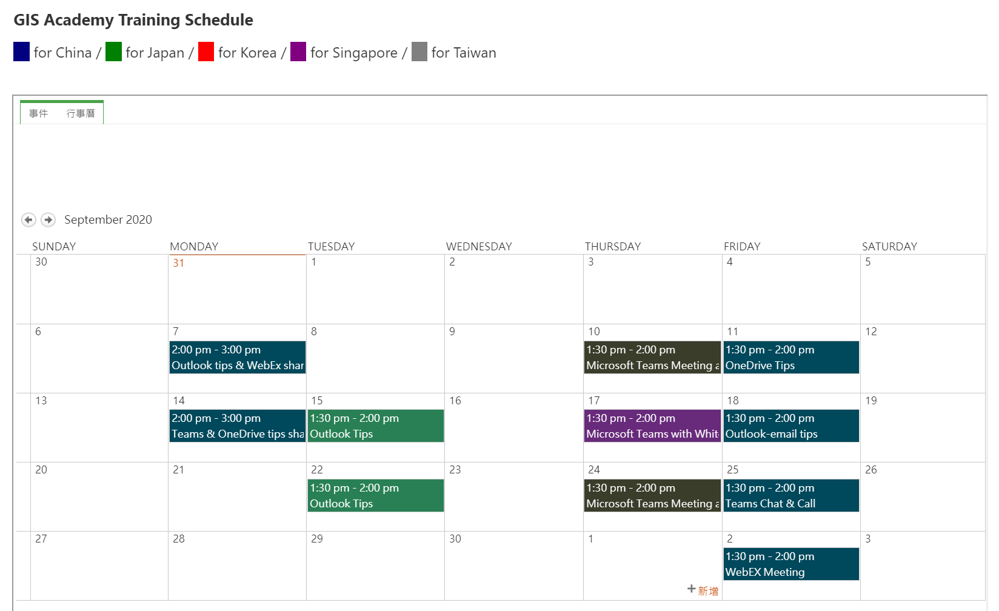 GIS Academy Training Schedule
for China / for Japan / for Korea / for Singapore / for Taiwan
事件 行事曆
September 2020
SUNDAY MONDAY TUESDAY WEDNESDAY THURSDAY FRIDAY SATURDAY
30 31 1 2 3 4 5
6 7 8 9 10 11 12
2:00 pm - 3:00 pm 1:30 pm - 2:00 pm 1:30 pm - 2:00 pm
Outlook tips & WebEx shar Microsoft Teams Meeting a OneDrive Tips
13 14 15 16 17 18 19
2:00 pm - 3:00 pm 1:30 pm - 2:00 pm 1:30 pm - 2:00 pm 1:30 pm - 2:00 pm
Teams & OneDrive tips sha Outlook Tips Microsoft Teams with Whit Outlook-email tips
20 21 22 23 24 25 26
1:30 pm - 2:00 pm 1:30 pm - 2:00 pm 1:30 pm - 2:00 pm
Outlook Tips Microsoft Teams Meeting a Teams Chat & Call
27 28 29 30 1 2 3
1:30 pm - 2:00 pm
WebEX Meeting
+ 新增